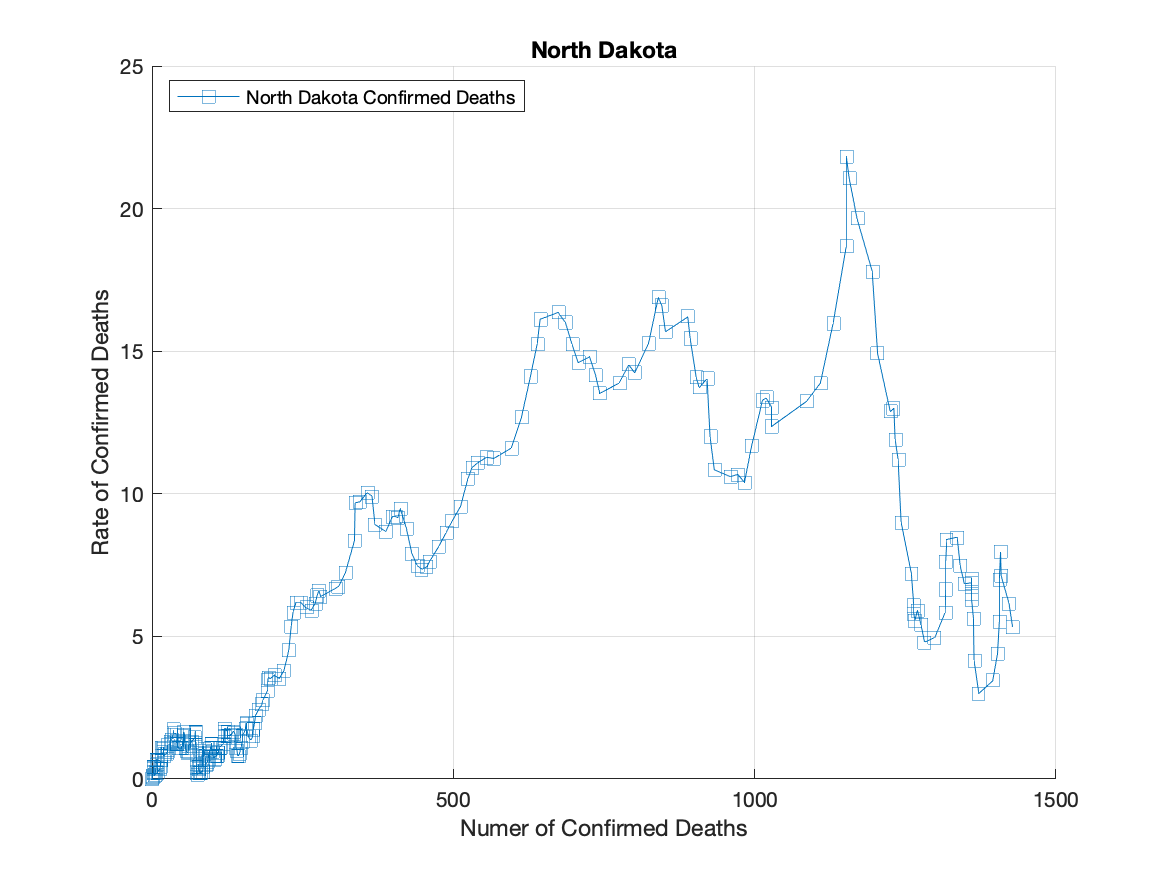 North Dakota
North Dakota Confirmed Deaths
25
20
15
10
5
0
Rate of Confirmed Deaths
0 500 1000 1500
Numer of Confirmed Deaths